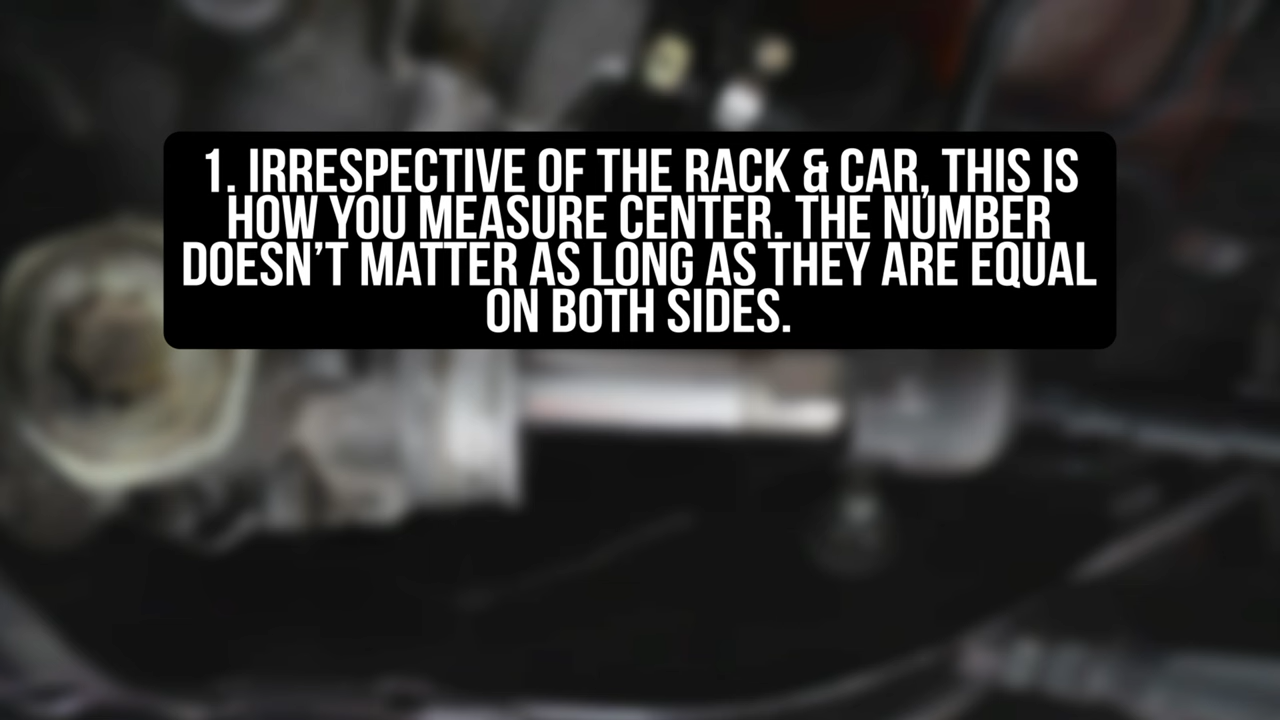 1. IRRESPECTIVE OF THE RACK & CAR, THIS IS
HOW YOU MEASURE CENTER. THE NUMBER
DOESN’T MATTER AS LONG AS THEY ARE EQUAL
ON BOTH SIDES.